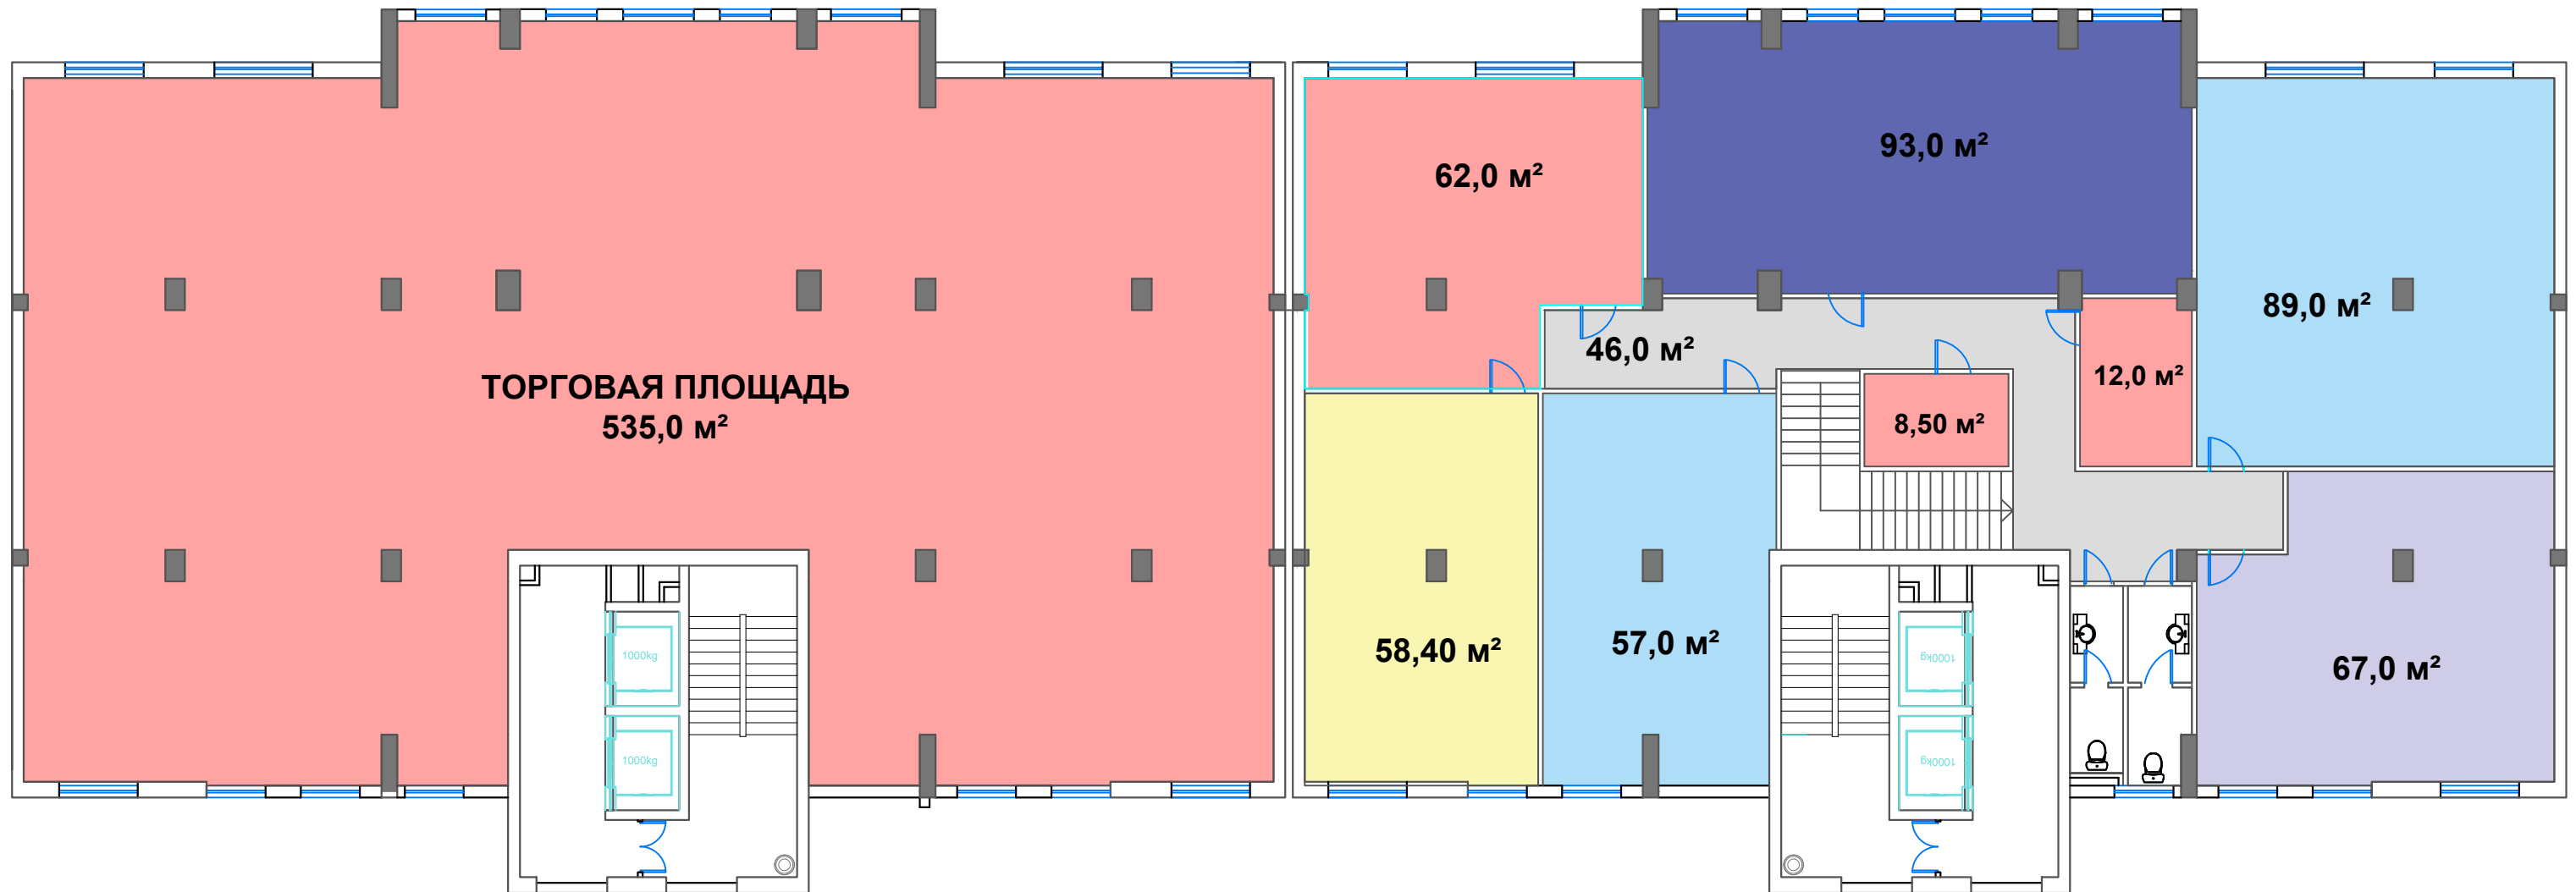 93,0 м²
62,0 м²
89,0 м²
46,0 м²
12,0 м²
ТОРГОВАЯ ПЛОЩАДЬ
535,0 м²
8,50 м²
58,40 м²
57,0 м²
67,0 м²
1000kg
1000kg
1000kg
1000kg